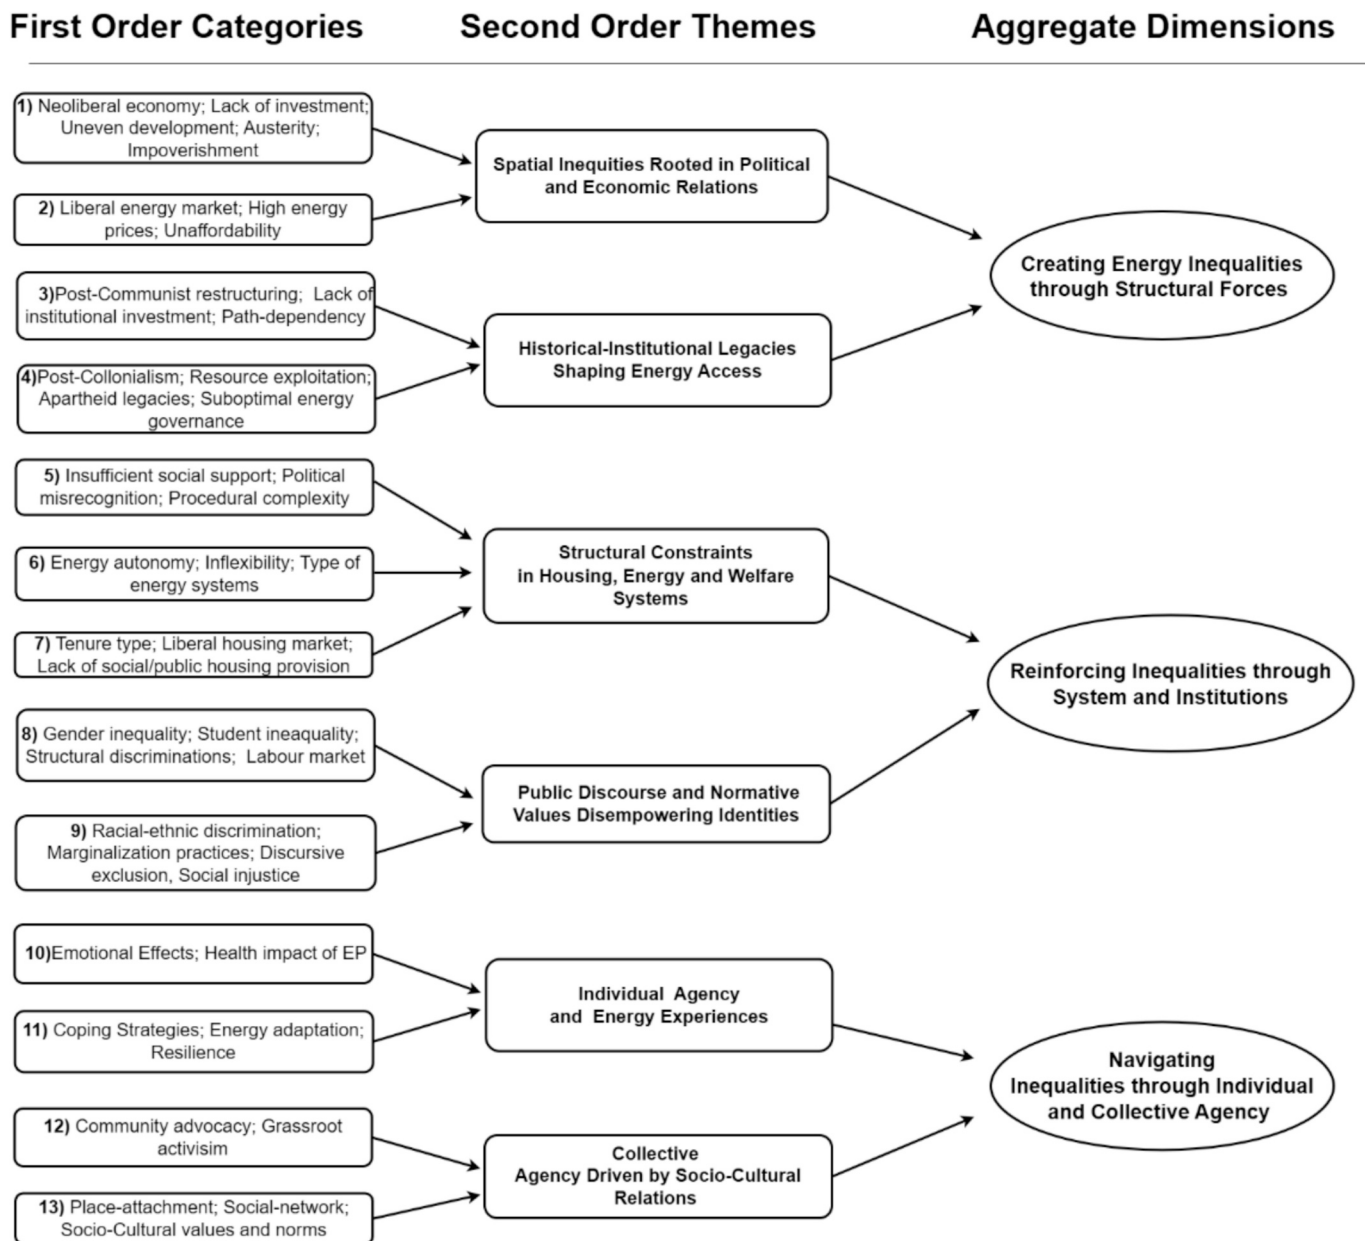 First Order Categories
Second Order Themes
Aggregate Dimensions
1) Neoliberal economy; Lack of investment;
Uneven development; Austerity;
Impoverishment
2) Liberal energy market; High energy
prices; Unaffordability
3)Post-Communist restructuring; Lack of
institutional investment; Path-dependency
4)Post-Collonialism; Resource exploitation;
Apartheid legacies; Suboptimal energy
governance
5) Insufficient social support; Political
misrecognition; Procedural complexity
6) Energy autonomy; Inflexibility; Type of
energy systems
7) Tenure type; Liberal housing market;
Lack of social/public housing provision
8) Gender inequality; Student ineaquality;
Structural discriminations; Labour market
9) Racial-ethnic discrimination;
Marginalization practices; Discursive
exclusion, Social injustice
10)Emotional Effects; Health impact of EP
11) Coping Strategies; Energy adaptation;
Resilience
12) Community advocacy; Grassroot
activisim
13) Place-attachment; Social-network;
Socio-Cultural values and norms
Spatial Inequities Rooted in Political
and Economic Relations
Historical-Institutional Legacies
Shaping Energy Access
Structural Constraints
in Housing, Energy and Welfare
Systems
Public Discourse and Normative
Values Disempowering Identities
Individual Agency
and Energy Experiences
Collective
Agency Driven by Socio-Cultural
Relations
Creating Energy Inequalities
through Structural Forces
Reinforcing Inequalities through
System and Institutions
Navigating
Inequalities through Individual
and Collective Agency